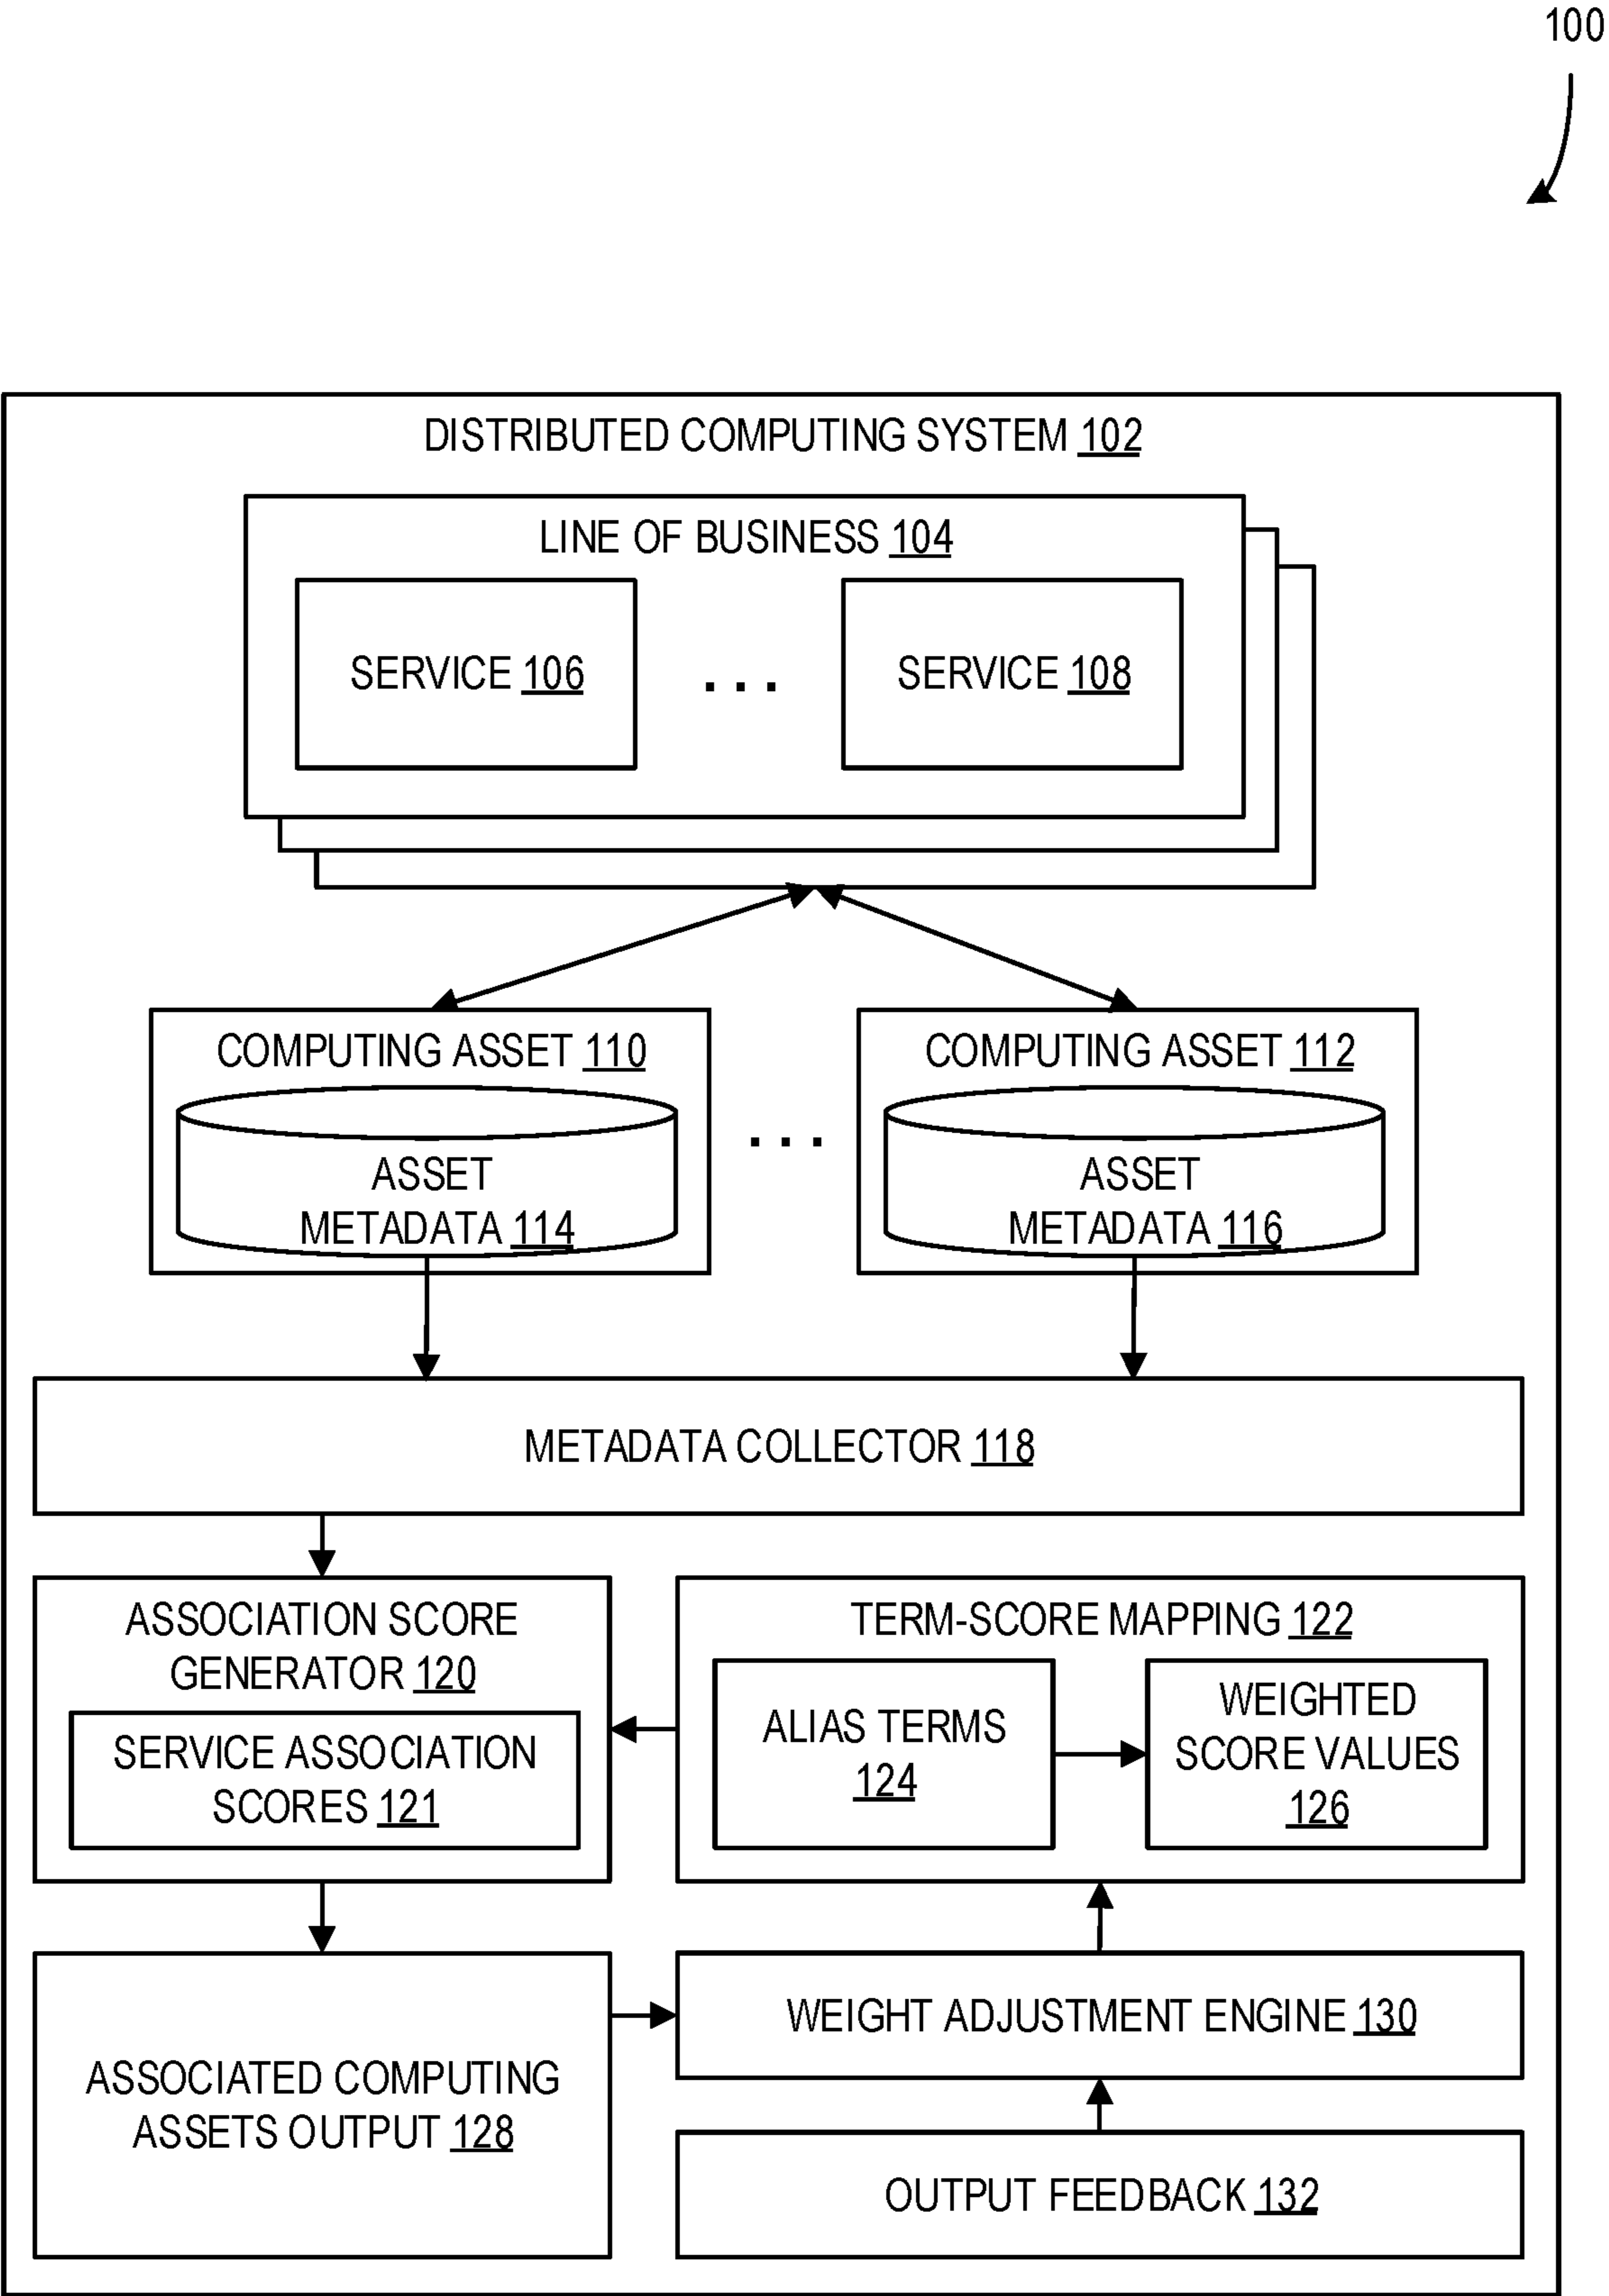 100
DISTRIBUTED COMPUTING SYSTEM 102
LINE OF BUSINESS 104
SERVICE 106
...
SERVICE 108
COMPUTING ASSET 110
ASSET
METADATA 114
...
COMPUTING ASSET 112
ASSET
METADATA 116
METADATA COLLECTOR 118
ASSOCIATION SCORE
GENERATOR 120
SERVICE ASSOCIATION
SCORES 121
TERM-SCORE MAPPING 122
ALIAS TERMS
124
WEIGHTED
SCORE VALUES
126
ASSOCIATED COMPUTING
ASSETS OUTPUT 128
WEIGHT ADJUSTMENT ENGINE 130
OUTPUT FEEDBACK 132